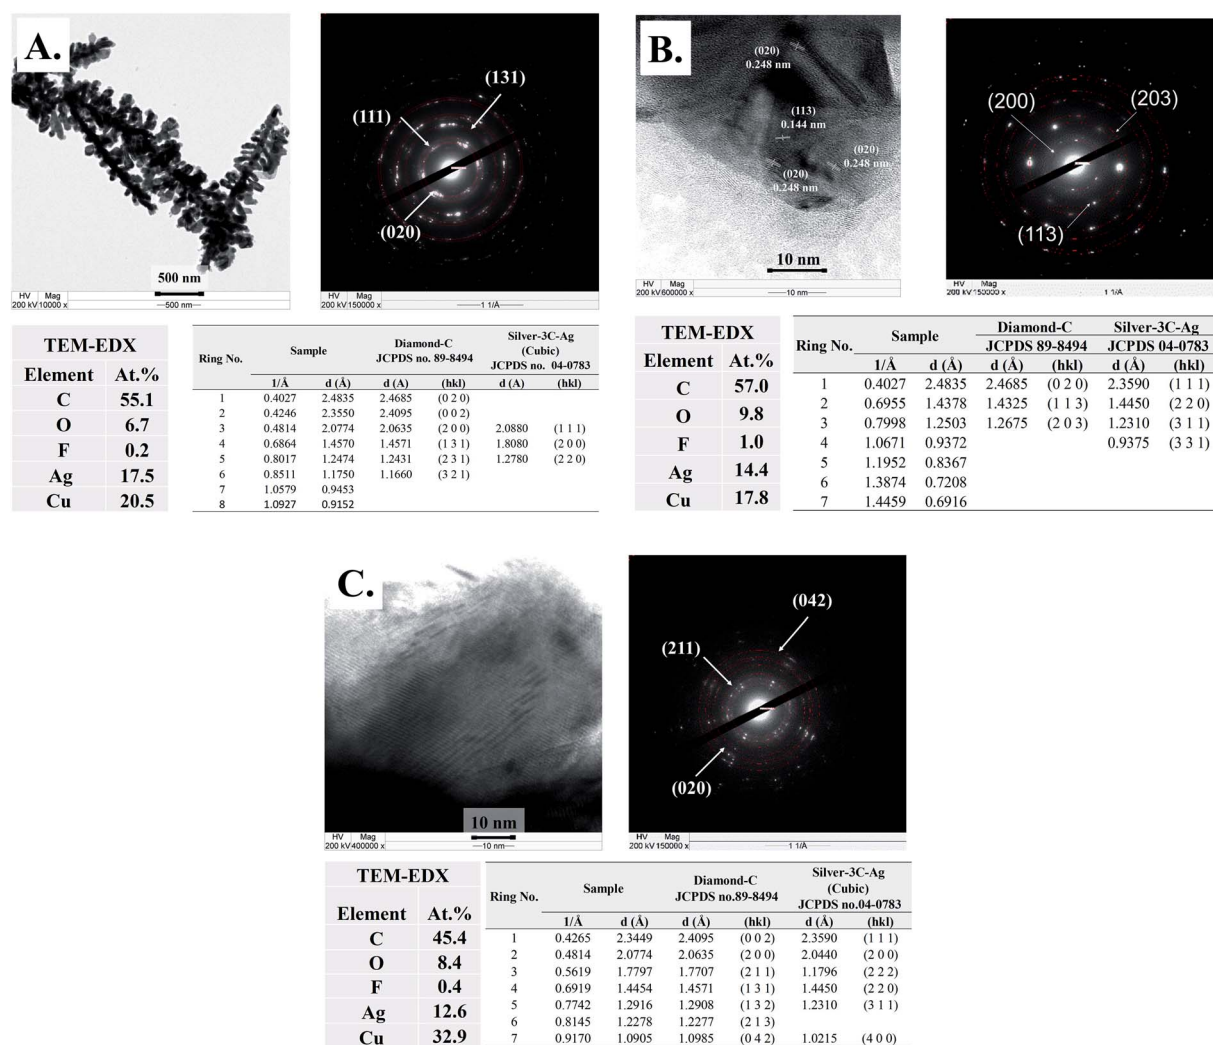 A.
500 nm
HV Mag
200 kV 10000 x
500 nm
(131)
(111)
(020)
HV Mag
200 kV 150000 x
1 1/A
TEM-EDX
Element At.%
C 55.1
O 6.7
F 0.2
Ag 17.5
Cu 20.5
Ring No. Sample Diamond-C JCPDS no. 89-8494 Silver-3C-Ag (Cubic) JCPDS no. 04-0783
1/Å d (Å) d (A) (hkl) d (A) (hkl)
1 0.4027 2.4835 2.4685 (0 2 0)
2 0.4246 2.3550 2.4095 (0 0 2)
3 0.4814 2.0774 2.0635 (2 0 0) 2.0880 (1 1 1)
4 0.6864 1.4570 1.4571 (1 3 1) 1.8080 (2 0 0)
5 0.8017 1.2474 1.2431 (2 3 1) 1.2780 (2 2 0)
6 0.8511 1.1750 1.1660 (3 2 1)
7 1.0579 0.9453
8 1.0927 0.9152
B.
(020)
0.248 nm
(113)
0.144 nm
(020)
0.248 nm
(020)
0.248 nm
10 nm
HV Mag
200 kV 600000 x
10 nm
(200)
(203)
(113)
HV Mag
200 kV 150000 x
1 1/A
TEM-EDX
Element At.%
C 57.0
O 9.8
F 1.0
Ag 14.4
Cu 17.8
Ring No. Sample Diamond-C JCPDS 89-8494 Silver-3C-Ag JCPDS 04-0783
1/Å d (Å) d (Å) (hkl) d (Å) (hkl)
1 0.4027 2.4835 2.4685 (0 2 0) 2.3590 (1 1 1)
2 0.6955 1.4378 1.4325 (1 1 3) 1.4450 (2 2 0)
3 0.7998 1.2503 1.2675 (2 0 3) 1.2310 (3 1 1)
4 1.0671 0.9372 0.9375 (3 3 1)
5 1.1952 0.8367
6 1.3874 0.7208
7 1.4459 0.6916
C.
10 nm
HV Mag
200 kV 400000 x
10 nm
(042)
(211)
(020)
HV Mag
200 kV 150000 x
1 1/A
TEM-EDX
Element At.%
C 45.4
O 8.4
F 0.4
Ag 12.6
Cu 32.9
Ring No. Sample Diamond-C JCPDS no.89-8494 Silver-3C-Ag (Cubic) JCPDS no.04-0783
1/Å d (Å) d (Å) (hkl) d (Å) (hkl)
1 0.4265 2.3449 2.4095 (0 0 2) 2.3590 (1 1 1)
2 0.4814 2.0774 2.0635 (2 0 0) 2.0440 (2 0 0)
3 0.5619 1.7797 1.7707 (2 1 1) 1.1796 (2 2 2)
4 0.6919 1.4454 1.4571 (1 3 1) 1.4450 (2 2 0)
5 0.7742 1.2916 1.2908 (1 3 2) 1.2310 (3 1 1)
6 0.8145 1.2278 1.2277 (2 1 3)
7 0.9170 1.0905 1.0985 (0 4 2) 1.0215 (4 0 0)